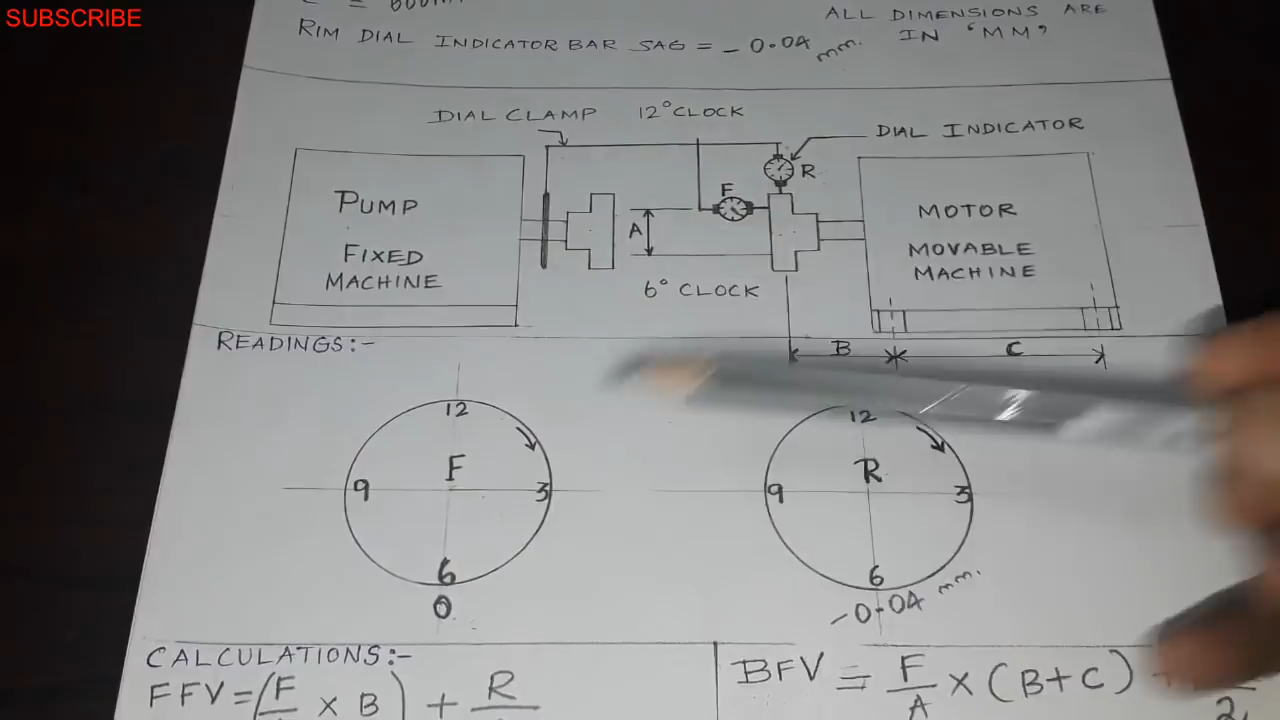 SUBSCRIBE
ALL DIMENSIONS ARE
IN 'MM'
RIM DIAL INDICATOR BAR SAG = - 0.04 mm.
DIAL CLAMP
12° CLOCK
DIAL INDICATOR
R
F
A
PUMP
FIXED
MACHINE
MOTOR
MOVABLE
MACHINE
6° CLOCK
B
C
READINGS:-
12
F
9
3
6
0
12
R
9
3
6
-0.04 mm.
CALCULATIONS:-
FFV = (F × B) + R
BFV = F/A × (B+C) +
2